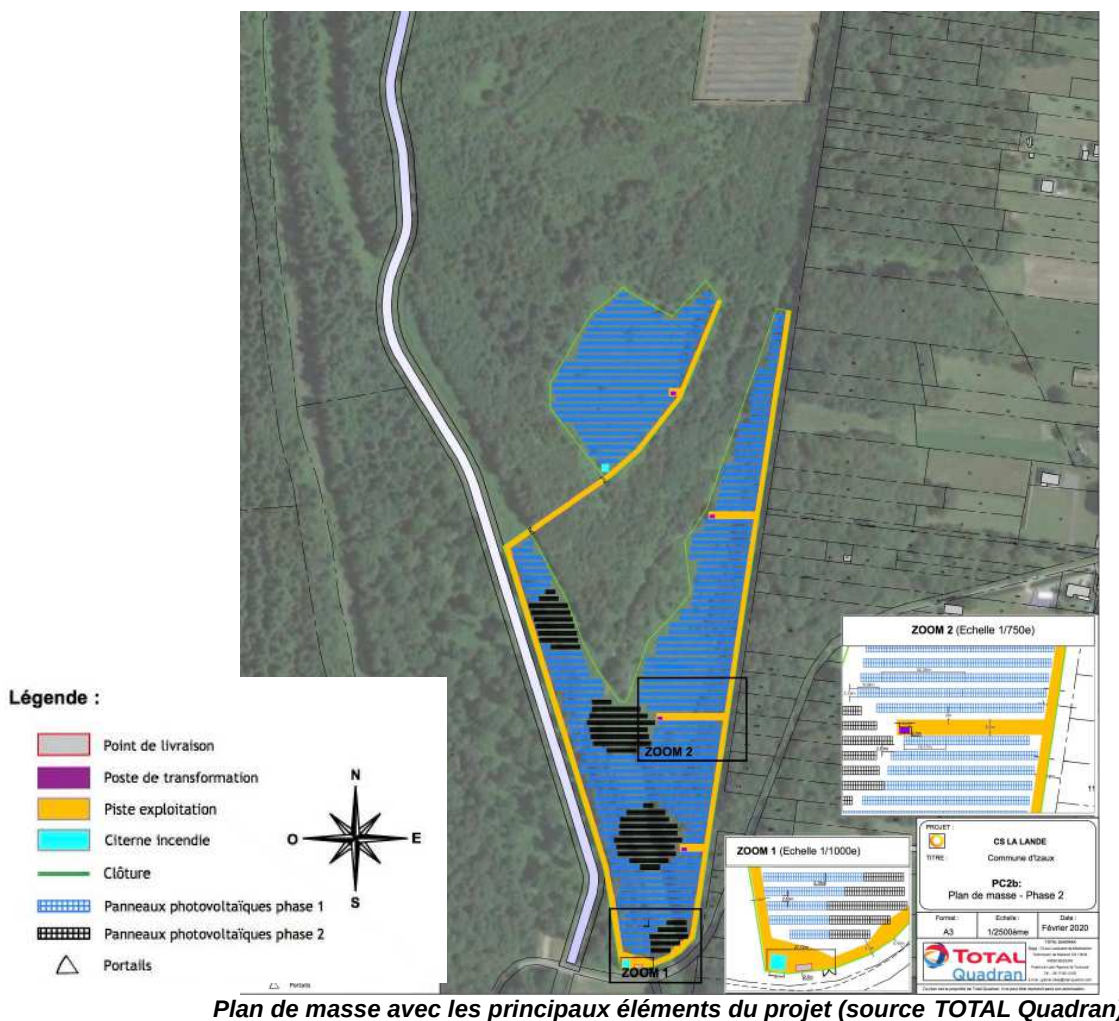 Légende :
Point de livraison
Poste de transformation
Piste exploitation
Citerne incendie
Clôture
Panneaux photovoltaïques phase 1
Panneaux photovoltaïques phase 2
Portails
Portails
N
O
E
S
ZOOM 2
ZOOM 1
ZOOM 2 (Echelle 1/750e)
ZOOM 1 (Echelle 1/1000e)
PROJET :
CS LA LANDE
TITRE :
Commune d'Izaux
PC2b:
Plan de masse - Phase 2
Format :
Echelle :
Date :
A3
1/2500ème
Février 2020
TOTAL
Quadran
TOTAL QUADRAN
Plan de masse avec les principaux éléments du projet (source TOTAL Quadran)